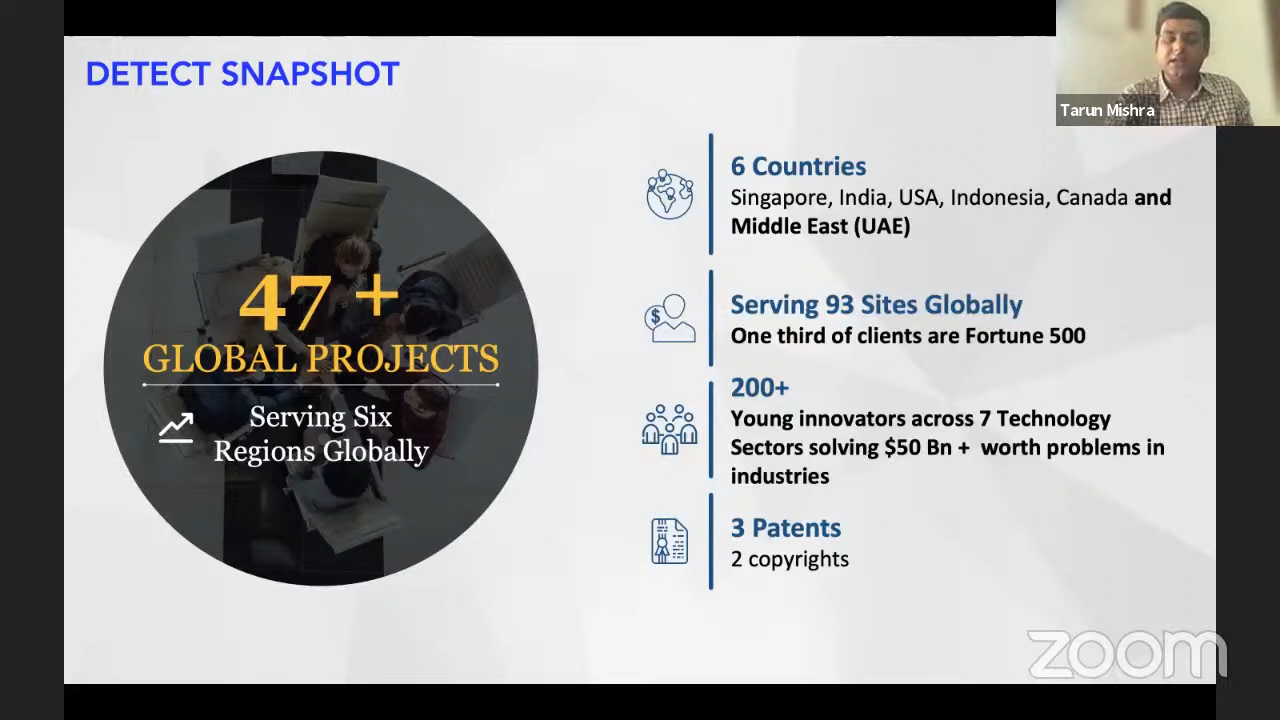 DETECT SNAPSHOT
Tarun Mishra
47 +
GLOBAL PROJECTS
Serving Six
Regions Globally
6 Countries
Singapore, India, USA, Indonesia, Canada and
Middle East (UAE)
$
Serving 93 Sites Globally
One third of clients are Fortune 500
200+
Young innovators across 7 Technology
Sectors solving $50 Bn +  worth problems in
industries
3 Patents
2 copyrights
zoom